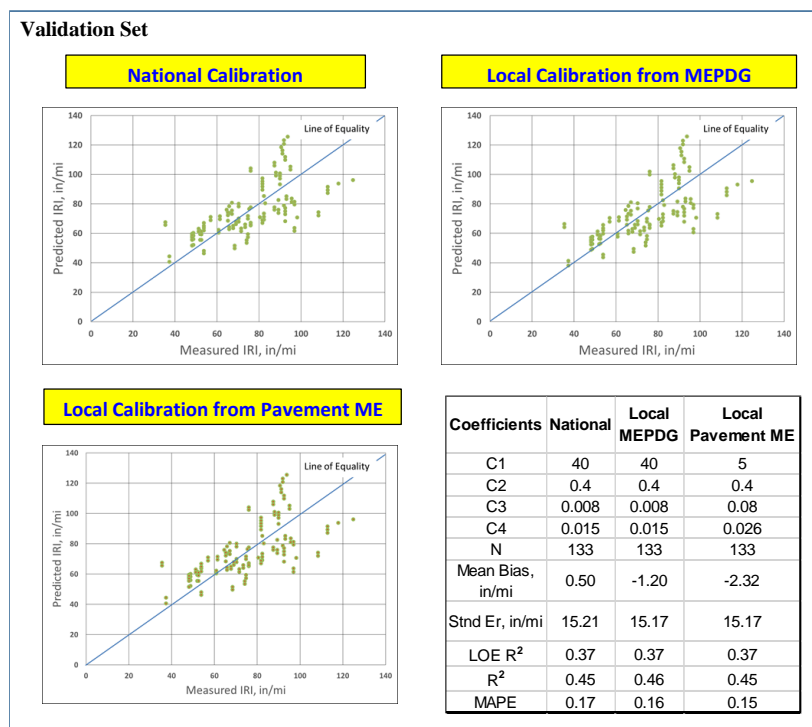 Validation Set
National Calibration
Local Calibration from MEPDG
140
120
100
80
60
40
20
0
Predicted IRI, in/mi
Line of Equality
0 20 40 60 80 100 120 140
Measured IRI, in/mi
140
120
100
80
60
40
20
0
Predicted IRI, in/mi
Line of Equality
0 20 40 60 80 100 120 140
Measured IRI, in/mi
Local Calibration from Pavement ME
140
120
100
80
60
40
20
0
Predicted IRI, in/mi
Line of Equality
0 20 40 60 80 100 120 140
Measured IRI, in/mi
Coefficients National Local MEPDG Local Pavement ME
C1 40 40 5
C2 0.4 0.4 0.4
C3 0.008 0.008 0.08
C4 0.015 0.015 0.026
N 133 133 133
Mean Bias, in/mi 0.50 -1.20 -2.32
Stnd Er, in/mi 15.21 15.17 15.17
LOE R² 0.37 0.37 0.37
R² 0.45 0.46 0.45
MAPE 0.17 0.16 0.15